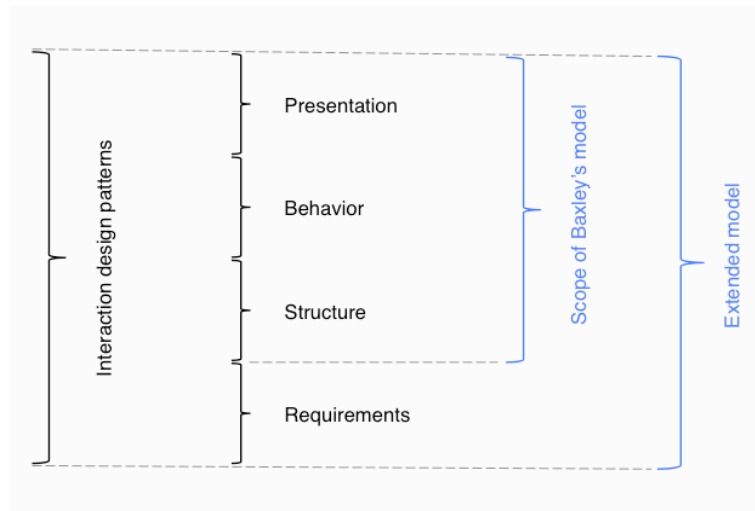 Interaction design patterns
Presentation
Behavior
Structure
Requirements
Scope of Baxley's model
Extended model